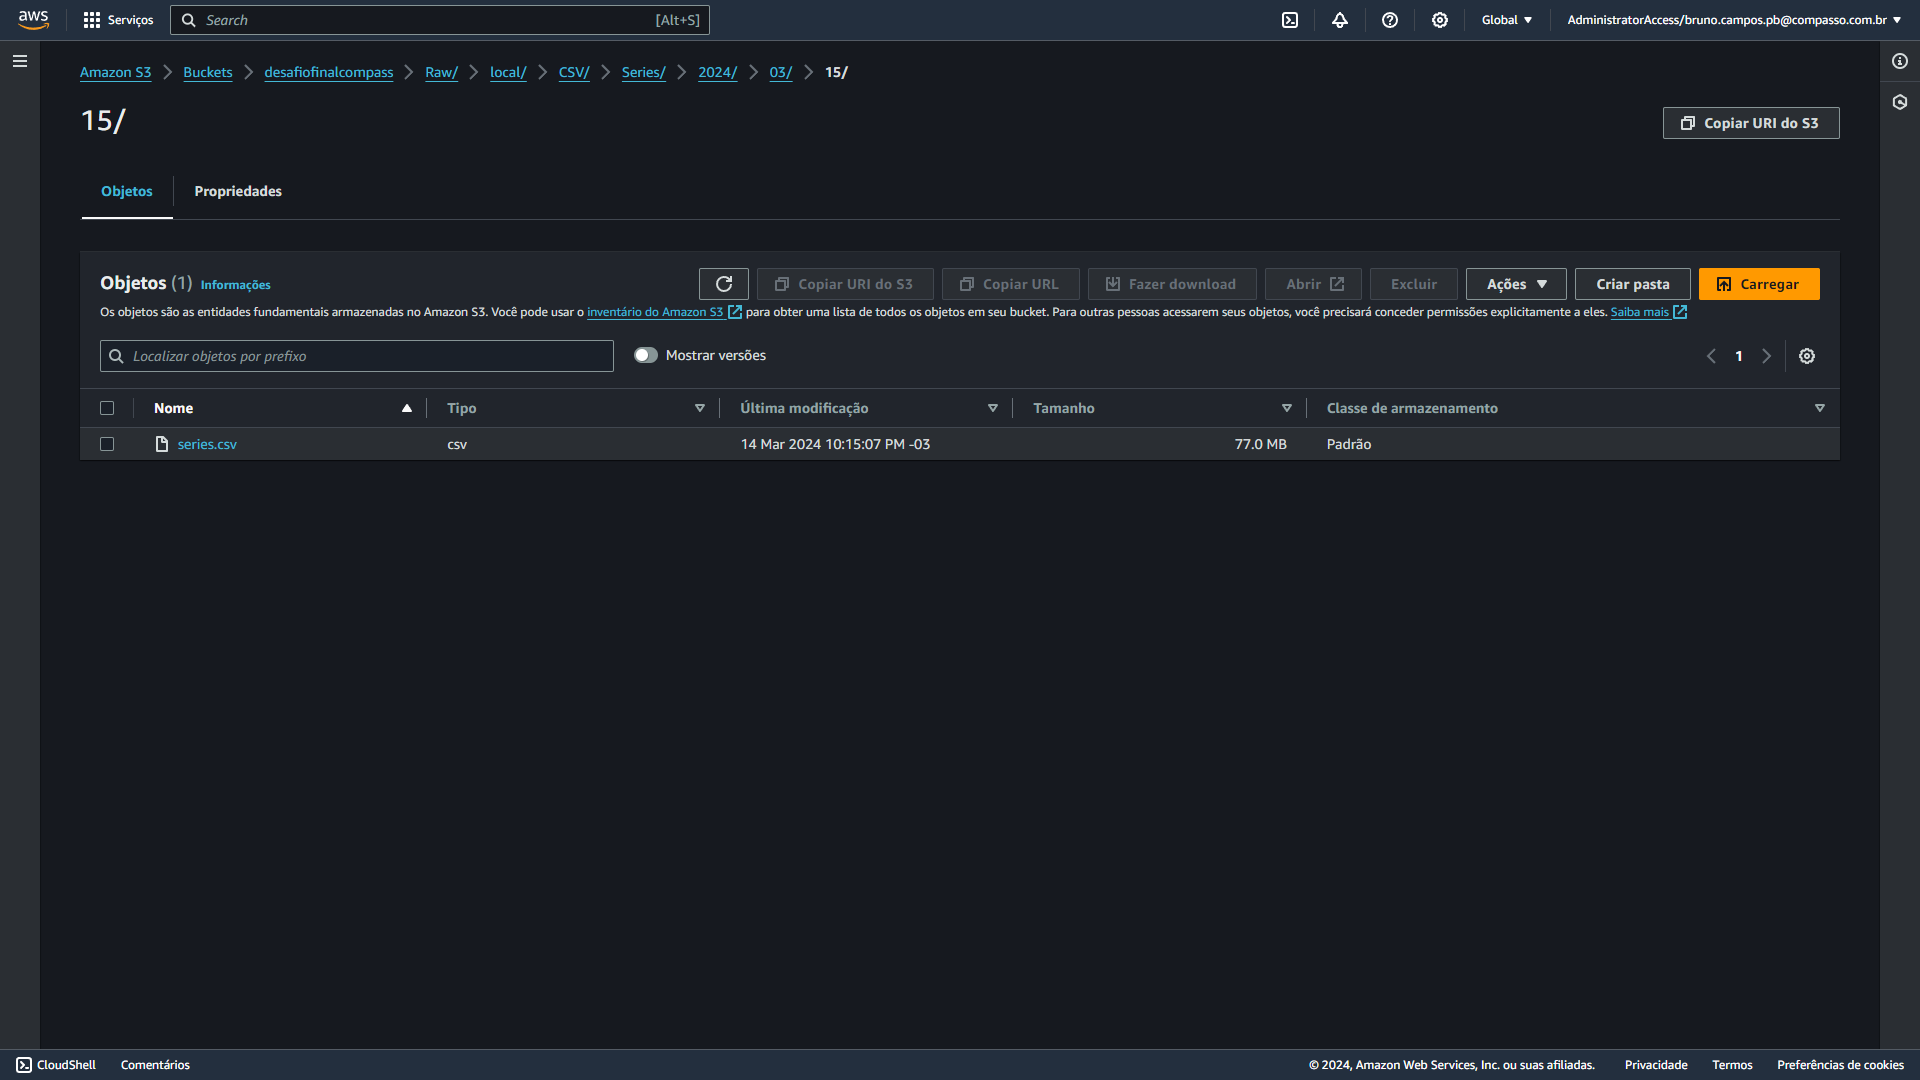 aws Serviços Search [Alt+S] Global AdministratorAccess/bruno.campos.pb@compasso.com.br
Amazon S3 Buckets desafiofinalcompass Raw/ local/ CSV/ Series/ 2024/ 03/ 15/
15/
Copiar URI do S3
Objetos Propriedades
Objetos (1) Informações Copiar URI do S3 Copiar URL Fazer download Abrir Excluir Ações Criar pasta Carregar
Os objetos são as entidades fundamentais armazenadas no Amazon S3. Você pode usar o inventário do Amazon S3 para obter uma lista de todos os objetos em seu bucket. Para outras pessoas acessarem seus objetos, você precisará conceder permissões explicitamente a eles. Saiba mais
Localizar objetos por prefixo Mostrar versões 1
Nome Tipo Última modificação Tamanho Classe de armazenamento
series.csv csv 14 Mar 2024 10:15:07 PM -03 77.0 MB Padrão
CloudShell Comentários © 2024, Amazon Web Services, Inc. ou suas afiliadas. Privacidade Termos Preferências de cookies